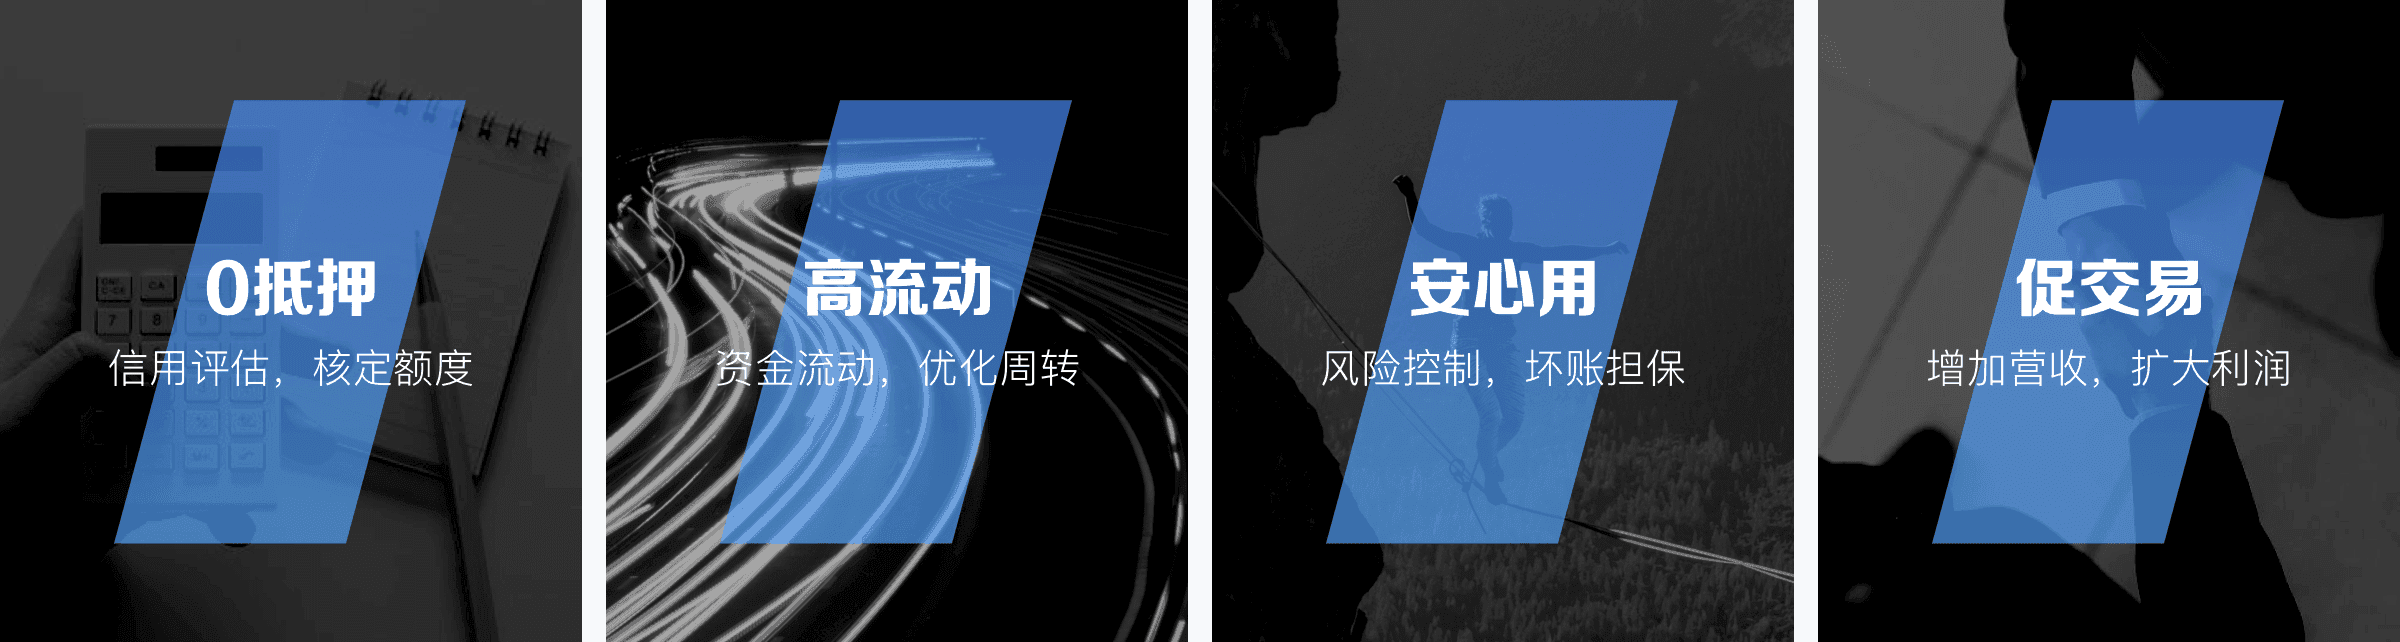 0抵押
信用评估，核定额度
高流动
资金流动，优化周转
安心用
风险控制，坏账担保
促交易
增加营收，扩大利润